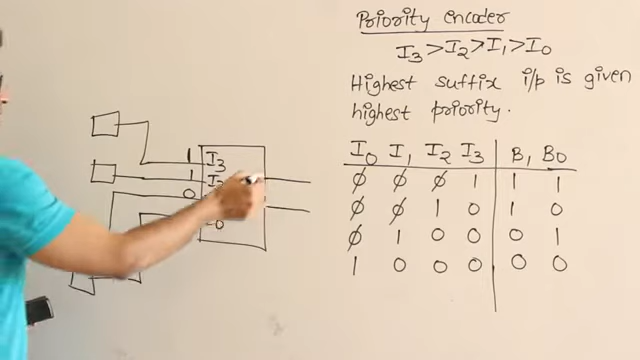 Priority encoder
I3 > I2 > I1 > I0
Highest suffix i/p is given
highest priority.
I0 I1 I2 I3 B1 B0
ϕ ϕ ϕ 1 1 1
ϕ ϕ 1 0 1 0
ϕ 1 0 0 0 1
1 0 0 0 0 0
1 I3
1 I2
0